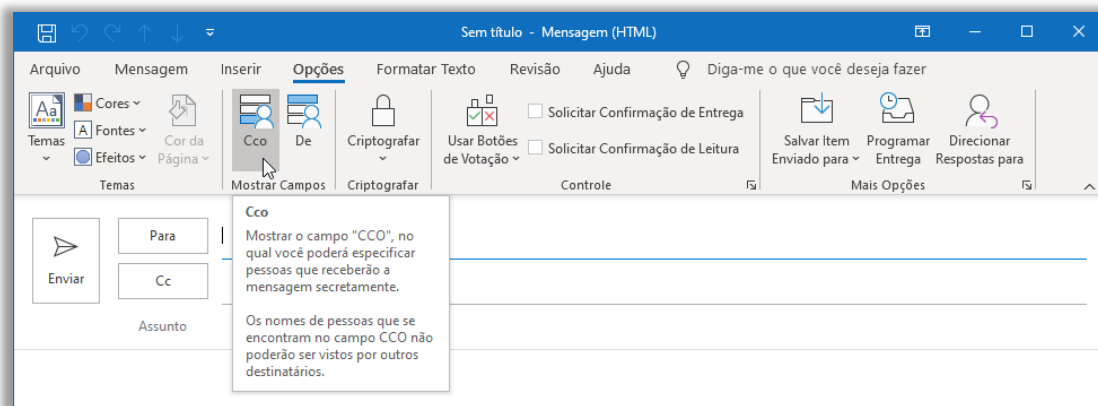 Sem título - Mensagem (HTML)
Arquivo Mensagem Inserir Opções Formatar Texto Revisão Ajuda Diga-me o que você deseja fazer
Aa
Temas
Cores
A Fontes
Efeitos
Cor da
Página
Temas
Cco
De
Mostrar Campos
Criptografar
Criptografar
Usar Botões
de Votação
Solicitar Confirmação de Entrega
Solicitar Confirmação de Leitura
Controle
Salvar Item
Enviado para
Programar
Entrega
Direcionar
Respostas para
Mais Opções
Enviar
Para
Cc
Assunto
Cco
Mostrar o campo "CCO", no
qual você poderá especificar
pessoas que receberão a
mensagem secretamente.
Os nomes de pessoas que se
encontram no campo CCO não
poderão ser vistos por outros
destinatários.